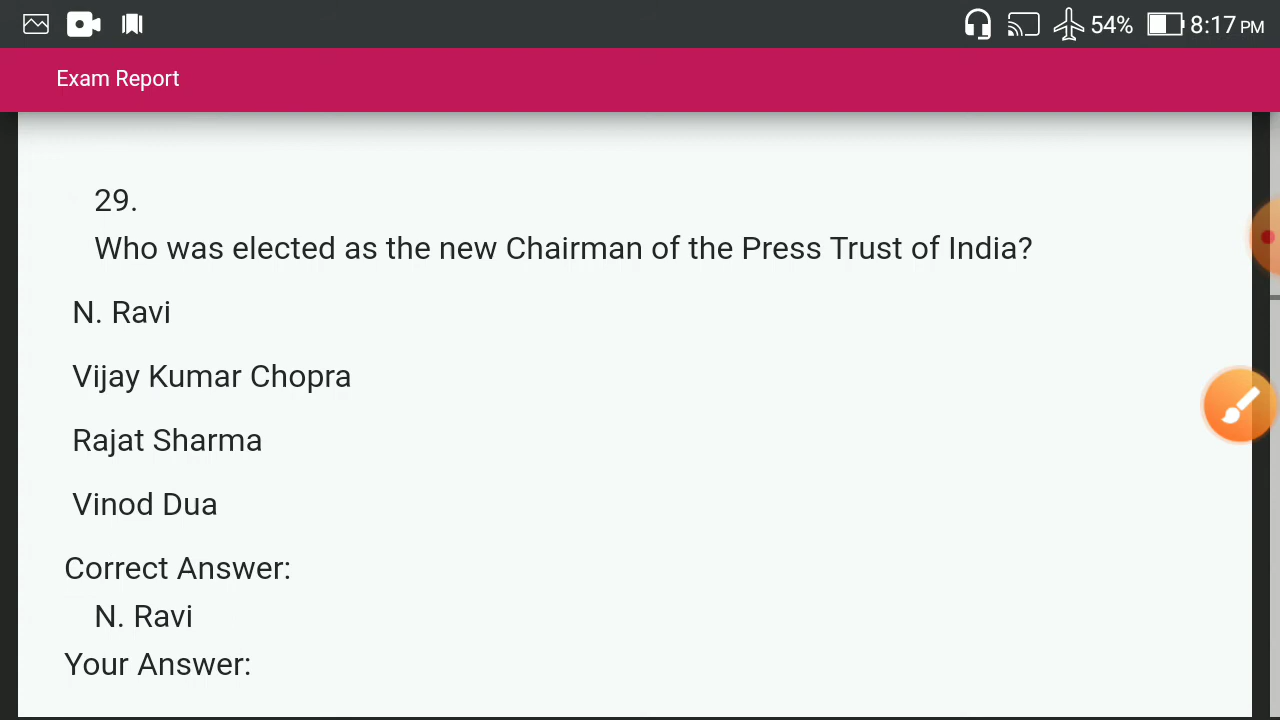 54% 8:17 PM
Exam Report
29.
Who was elected as the new Chairman of the Press Trust of India?
N. Ravi
Vijay Kumar Chopra
Rajat Sharma
Vinod Dua
Correct Answer:
N. Ravi
Your Answer: